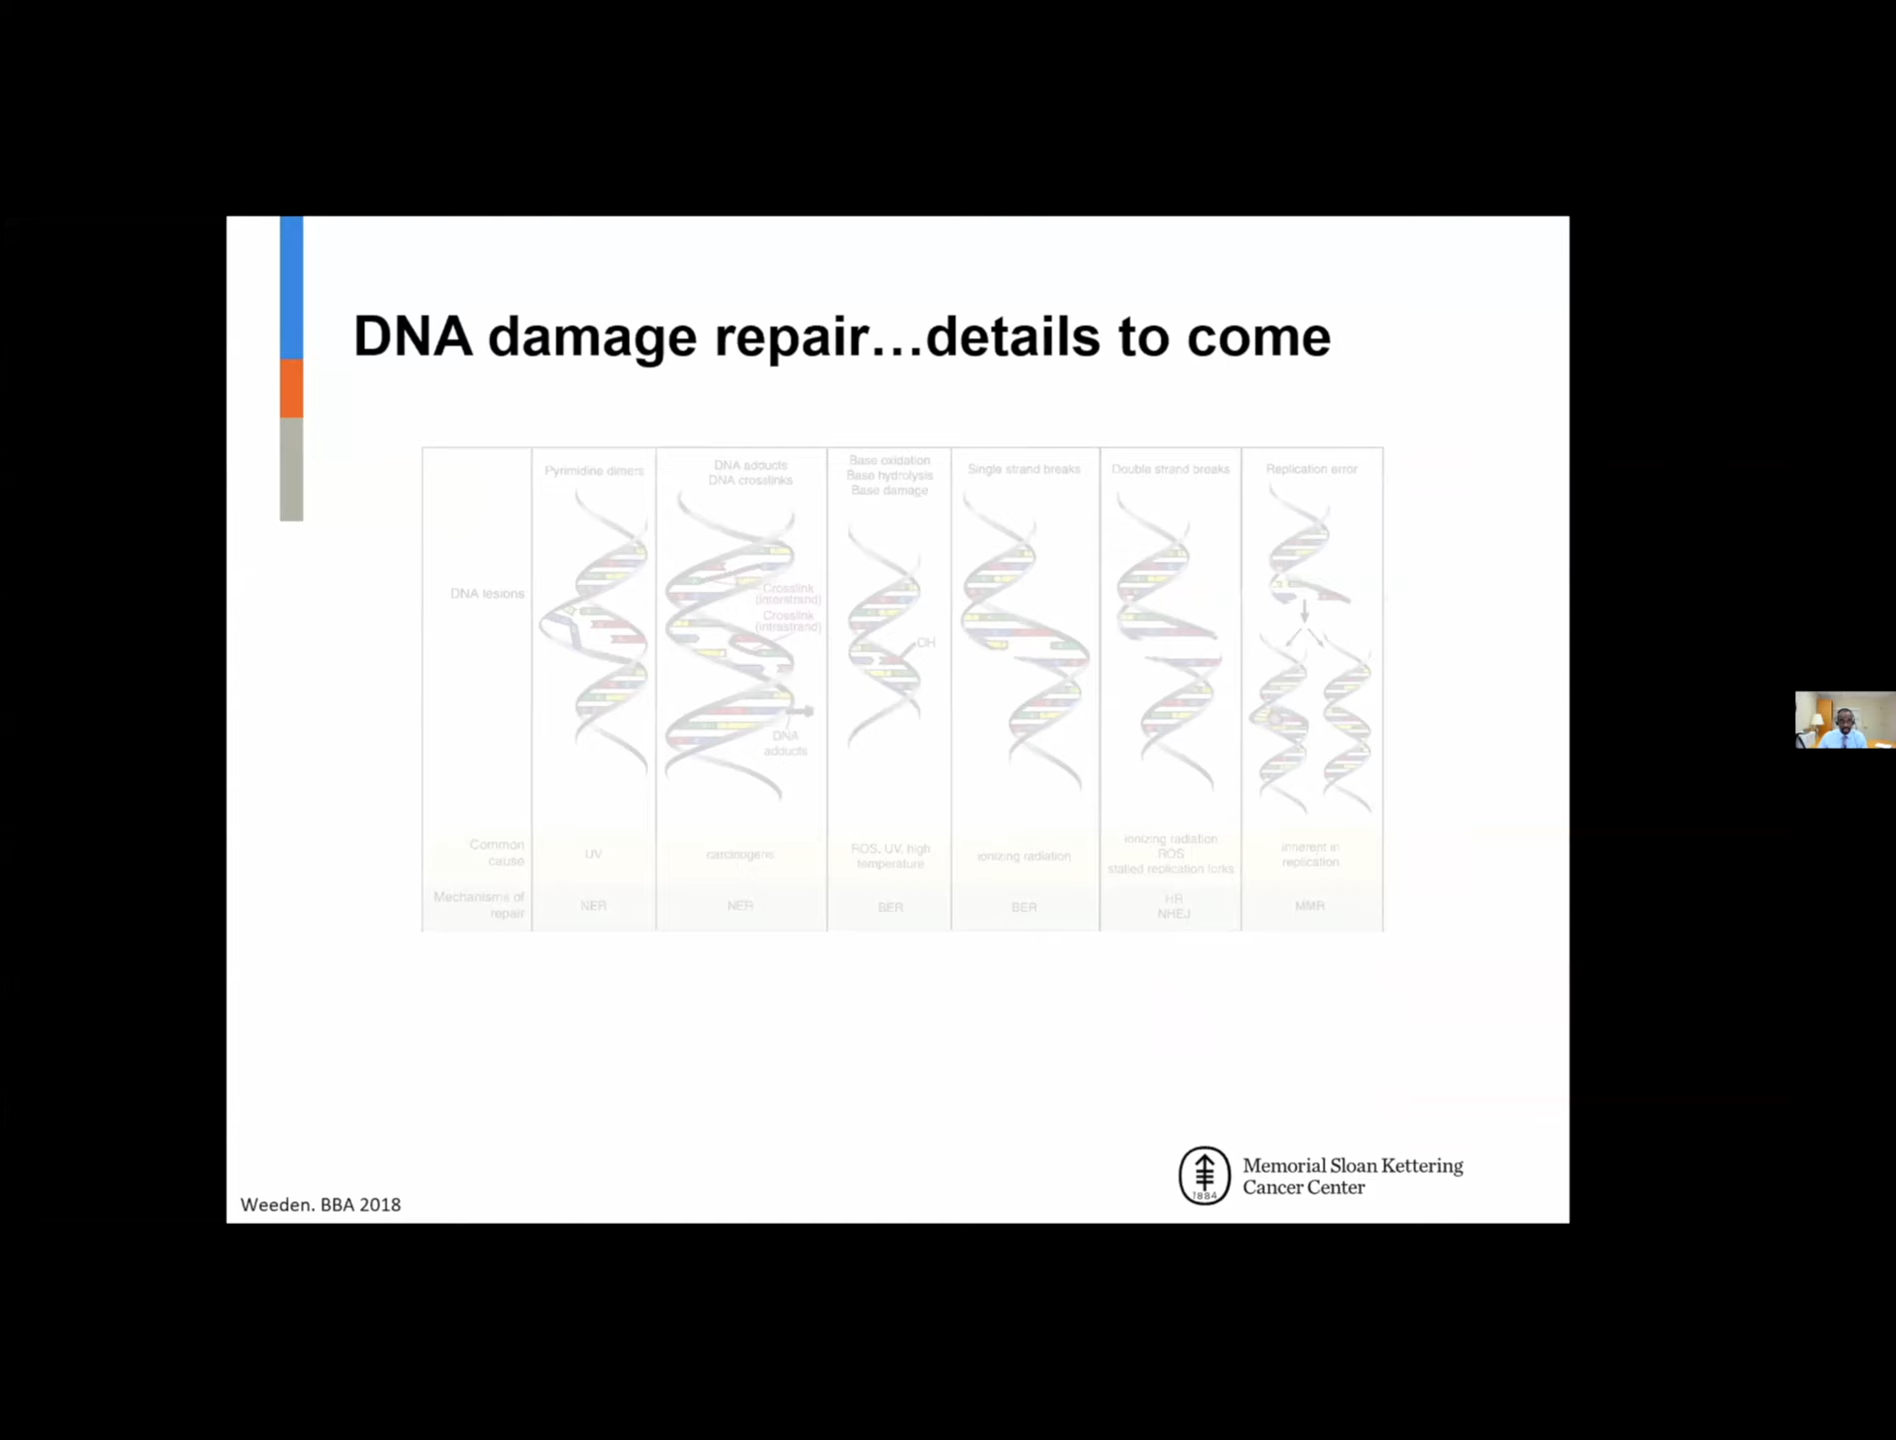 DNA damage repair…details to come
Pyrimidine dimers
DNA adducts
DNA crosslinks
Base oxidation
Base hydrolysis
Base damage
Single strand breaks
Double strand breaks
Replication error
DNA lesions
Crosslink
(interstrand)
Crosslink
(intrastrand)
OH
DNA
adducts
Common
cause
UV
carcinogens
ROS, UV, high
temperature
ionizing radiation
ionizing radiation
ROS
stalled replication forks
inherent in
replication
Mechanisms of
repair
NER
NER
BER
BER
HR
NHEJ
MMR
Weeden. BBA 2018
1884
Memorial Sloan Kettering
Cancer Center